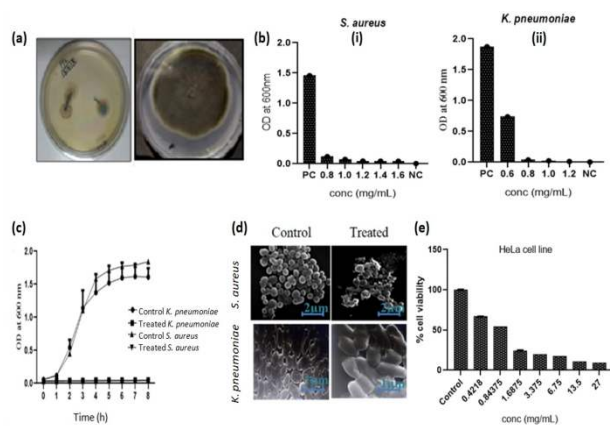 (a)
(b)
S. aureus
(i)
OD at 600nm
2.0
1.5
1.0
0.5
0.0
PC 0.8 1.0 1.2 1.4 1.6 NC
conc (mg/mL)
K. pneumoniae
(ii)
OD at 600 nm
2.0
1.5
1.0
0.5
0.0
PC 0.6 0.8 1.0 1.2 NC
conc (mg/mL)
(c)
OD at 600 nm
2.0
1.5
1.0
0.5
0.0
0 1 2 3 4 5 6 7 8
Time (h)
Control K. pneumoniae
Treated K. pneumoniae
Control S. aureus
Treated S. aureus
(d)
Control Treated
S. aureus
K. pneumoniae
2μm
(e)
HeLa cell line
% cell viability
150
100
50
0
Control 0.4218 0.84375 1.6875 3.375 6.75 13.5 27
conc (mg/mL)